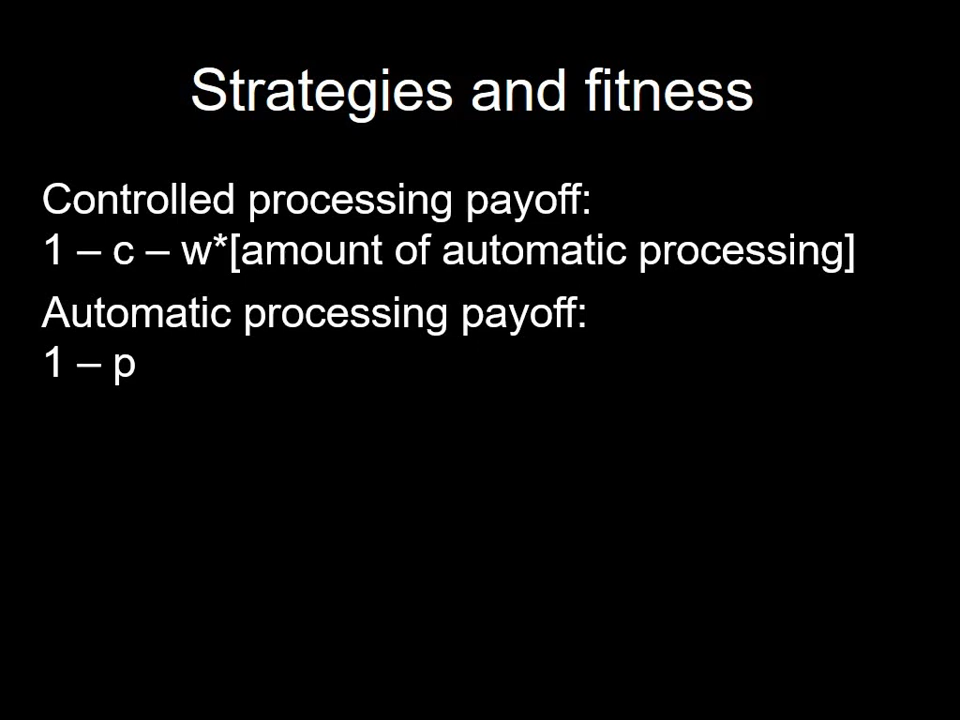 Strategies and fitness
Controlled processing payoff:
1 – c – w*[amount of automatic processing]
Automatic processing payoff:
1 – p